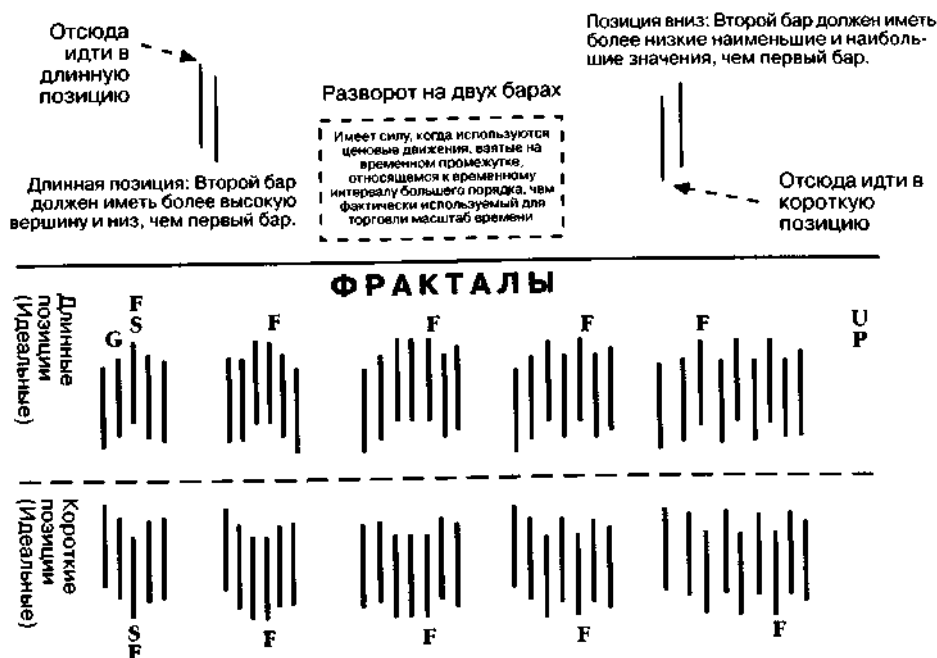 Отсюда
идти в
длинную
позицию
Длинная позиция: Второй бар
должен иметь более высокую
вершину и низ, чем первый бар.
Разворот на двух барах
Имеет силу, когда используются
ценовые движения, взятые на
временном промежутке,
относящемся к временному
интервалу большего порядка, чем
фактически используемый для
торговли масштаб времени
Позиция вниз: Второй бар должен иметь
более низкие наименьшие и наиболь-
шие значения, чем первый бар.
Отсюда идти в
короткую
позицию
ФРАКТАЛЫ
Длинные
позиции
(Идеальные)
F
S
G
F
F
F
F
U
P
Короткие
позиции
(Идеальные)
S
F
F
F
F
F